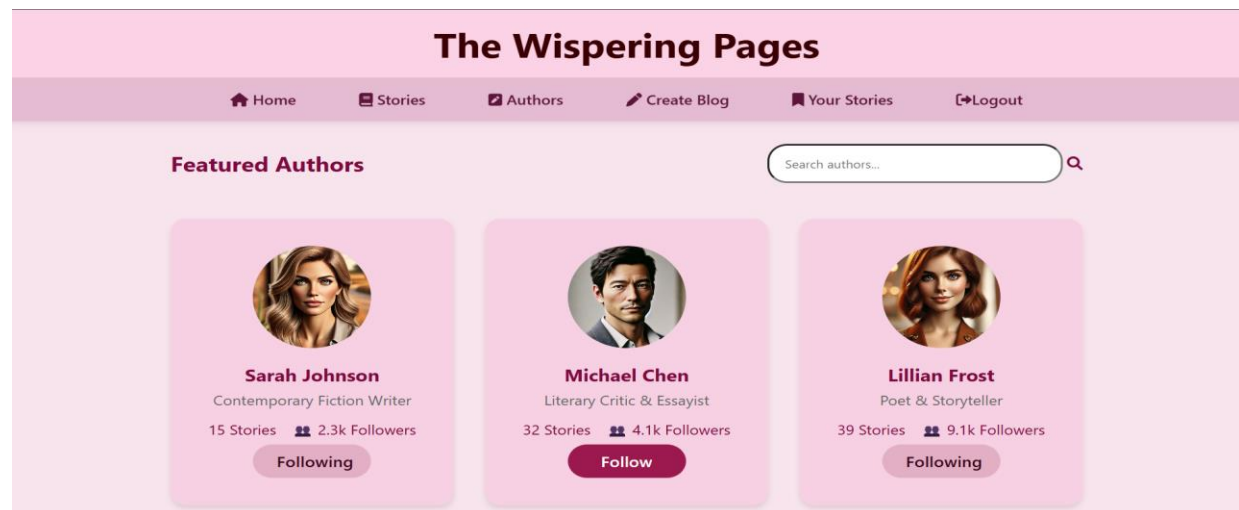 The Wispering Pages
Home Stories Authors Create Blog Your Stories Logout
Featured Authors
Search authors...
Sarah Johnson
Contemporary Fiction Writer
15 Stories 2.3k Followers
Following
Michael Chen
Literary Critic & Essayist
32 Stories 4.1k Followers
Follow
Lillian Frost
Poet & Storyteller
39 Stories 9.1k Followers
Following